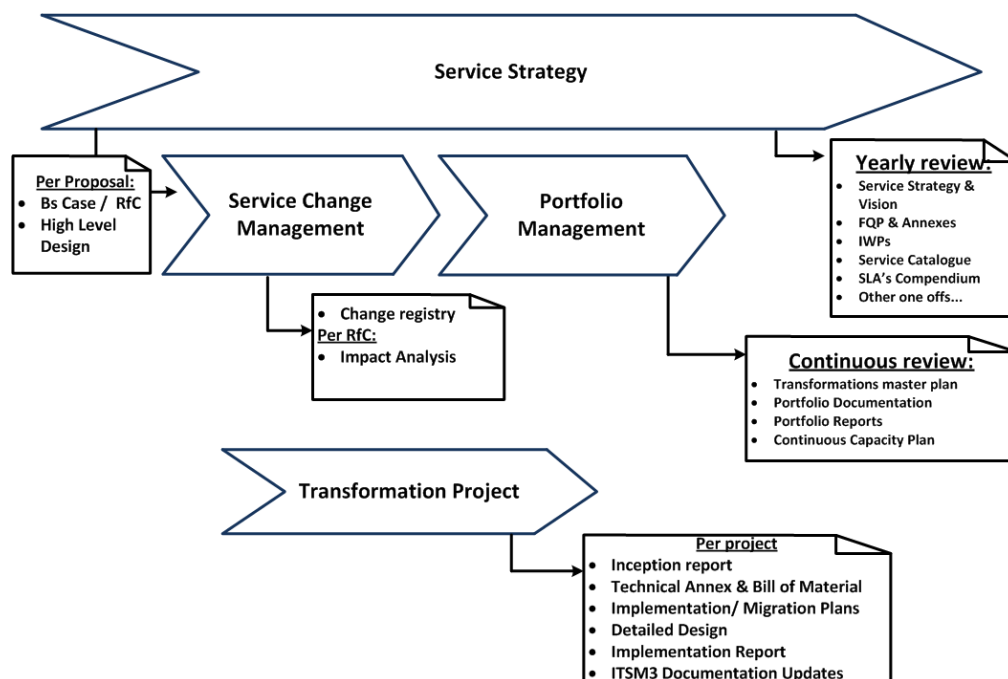 Service Strategy
Per Proposal:
• Bs Case / RfC
• High Level
Design
Service Change
Management
Portfolio
Management
Yearly review:
• Service Strategy &
Vision
• FQP & Annexes
• IWPs
• Service Catalogue
• SLA's Compendium
• Other one offs...
• Change registry
Per RfC:
• Impact Analysis
Continuous review:
• Transformations master plan
• Portfolio Documentation
• Portfolio Reports
• Continuous Capacity Plan
Transformation Project
Per project
• Inception report
• Technical Annex & Bill of Material
• Implementation/ Migration Plans
• Detailed Design
• Implementation Report
• ITSM3 Documentation Updates